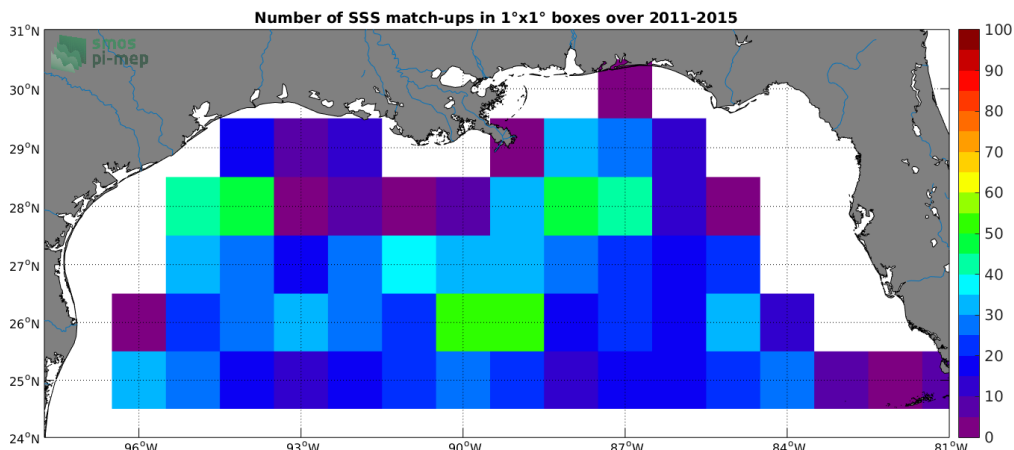 Number of SSS match-ups in 1°x1° boxes over 2011-2015
smos
pi-mep
31°N
30°N
29°N
28°N
27°N
26°N
25°N
24°N
96°W 93°W 90°W 87°W 84°W 81°W
100
90
80
70
60
50
40
30
20
10
0